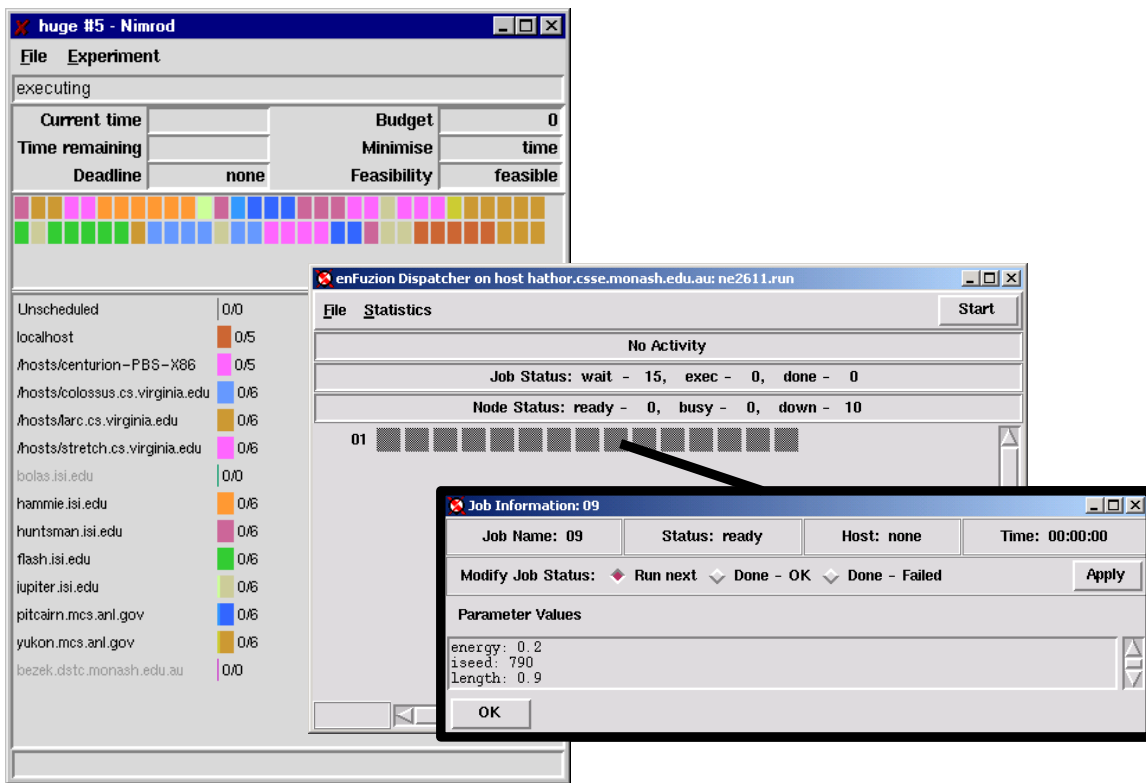 huge #5 - Nimrod
File Experiment
executing
Current time Budget 0
Time remaining Minimise time
Deadline none Feasibility feasible
Unscheduled 0/0
localhost 0/5
/hosts/centurion-PBS-X86 0/5
/hosts/colossus.cs.virginia.edu 0/6
/hosts/larc.cs.virginia.edu 0/6
/hosts/stretch.cs.virginia.edu 0/6
bolas.isi.edu 0/0
hammie.isi.edu 0/6
huntsman.isi.edu 0/6
flash.isi.edu 0/6
jupiter.isi.edu 0/6
pitcairn.mcs.anl.gov 0/6
yukon.mcs.anl.gov 0/6
bezek.dstc.monash.edu.au 0/0
enFuzion Dispatcher on host hathor.csse.monash.edu.au: ne2611.run
File Statistics Start
No Activity
Job Status: wait - 15, exec - 0, done - 0
Node Status: ready - 0, busy - 0, down - 10
01
Job Information: 09
Job Name: 09 Status: ready Host: none Time: 00:00:00
Modify Job Status: Run next Done - OK Done - Failed Apply
Parameter Values
energy: 0.2
iseed: 790
length: 0.9
OK